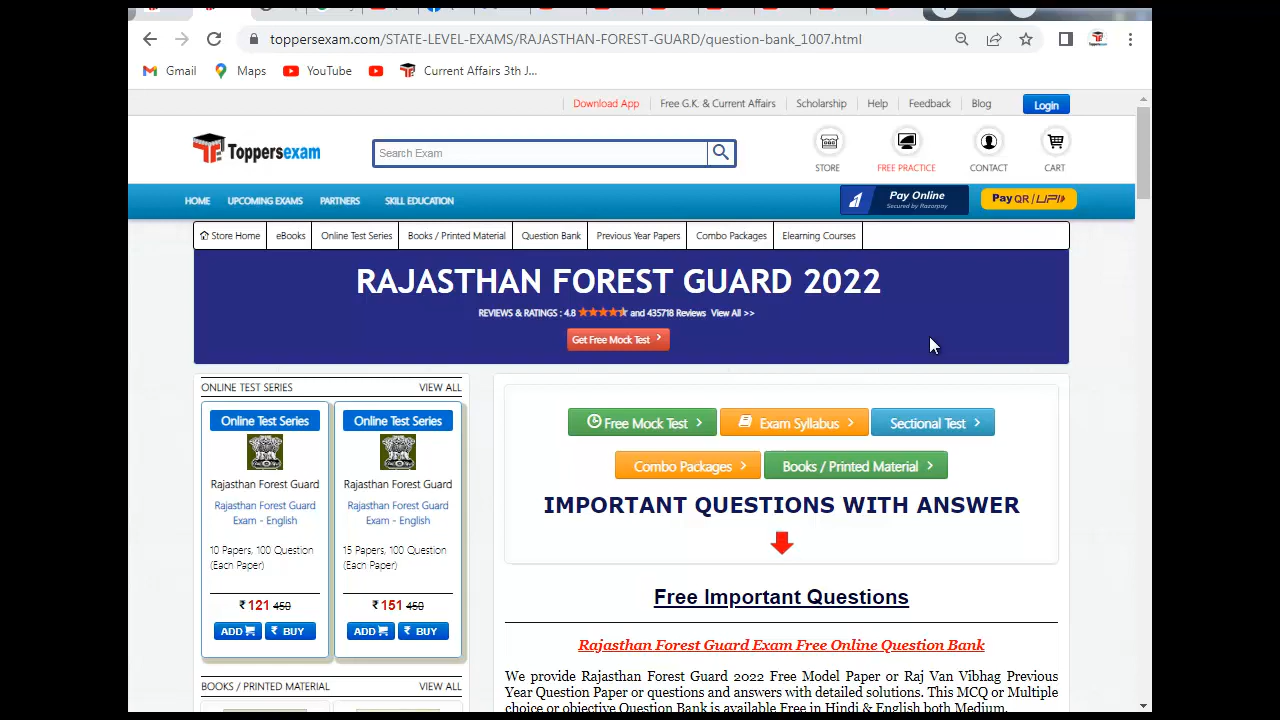 toppersexam.com/STATE-LEVEL-EXAMS/RAJASTHAN-FOREST-GUARD/question-bank_1007.html
Gmail Maps YouTube Current Affairs 3th J...
Download App Free G.K. & Current Affairs Scholarship Help Feedback Blog Login
Toppersexam
Search Exam
STORE FREE PRACTICE CONTACT CART
HOME UPCOMING EXAMS PARTNERS SKILL EDUCATION
Pay Online
Secured by Razorpay
Pay QR / UPI
Store Home eBooks Online Test Series Books / Printed Material Question Bank Previous Year Papers Combo Packages Elearning Courses
RAJASTHAN FOREST GUARD 2022
REVIEWS & RATINGS : 4.8 and 435718 Reviews View All >>
Get Free Mock Test
ONLINE TEST SERIES VIEW ALL
Online Test Series
Rajasthan Forest Guard
Rajasthan Forest Guard
Exam - English
10 Papers, 100 Question
(Each Paper)
₹ 121 450
ADD ₹ BUY
Online Test Series
Rajasthan Forest Guard
Rajasthan Forest Guard
Exam - English
15 Papers, 100 Question
(Each Paper)
₹ 151 450
ADD ₹ BUY
BOOKS / PRINTED MATERIAL VIEW ALL
Free Mock Test Exam Syllabus Sectional Test
Combo Packages Books / Printed Material
IMPORTANT QUESTIONS WITH ANSWER
Free Important Questions
Rajasthan Forest Guard Exam Free Online Question Bank
We provide Rajasthan Forest Guard 2022 Free Model Paper or Raj Van Vibhag Previous
Year Question Paper or questions and answers with detailed solutions. This MCQ or Multiple
choice or objective Question Bank is available Free in Hindi & English both Medium.